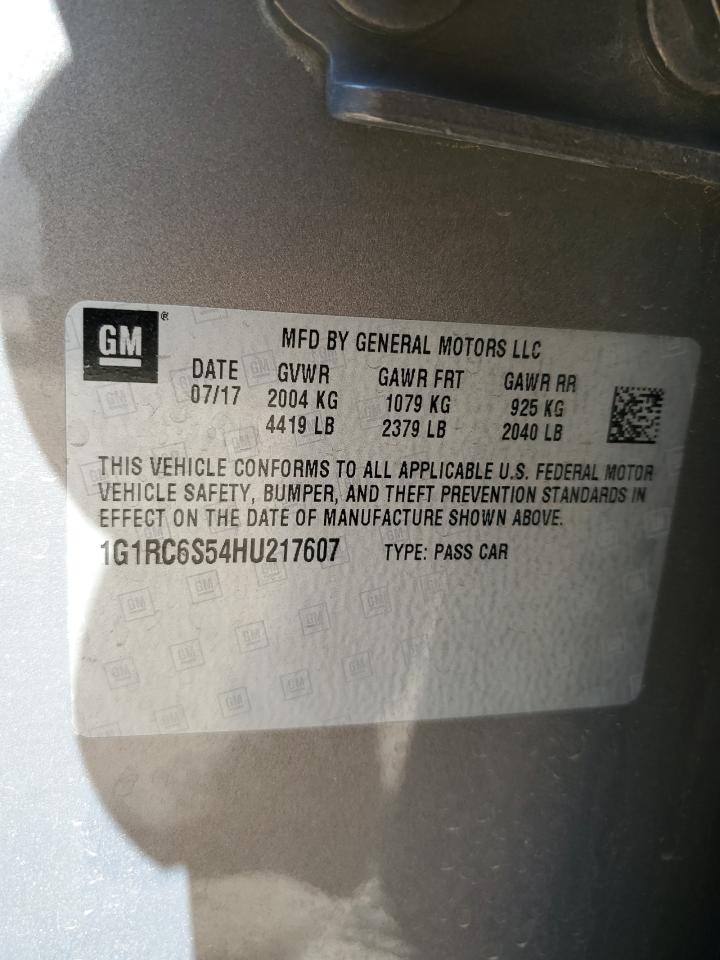 GM ®
MFD BY GENERAL MOTORS LLC
DATE GVWR GAWR FRT GAWR RR
07/17 2004 KG 1079 KG 925 KG
4419 LB 2379 LB 2040 LB
THIS VEHICLE CONFORMS TO ALL APPLICABLE U.S. FEDERAL MOTOR
VEHICLE SAFETY, BUMPER, AND THEFT PREVENTION STANDARDS IN
EFFECT ON THE DATE OF MANUFACTURE SHOWN ABOVE.
1G1RC6S54HU217607 TYPE: PASS CAR